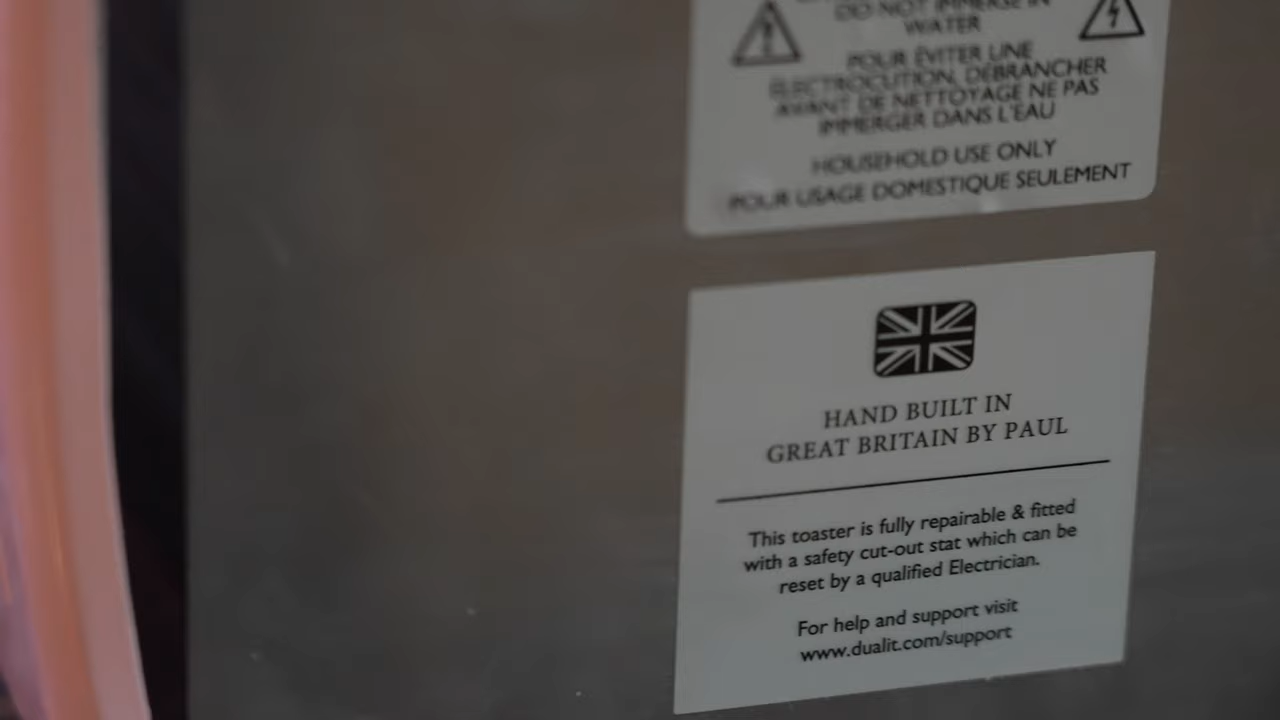 DO NOT IMMERSE IN
WATER
POUR ÉVITER UNE
ÉLECTROCUTION, DÉBRANCHER
AVANT DE NETTOYAGE NE PAS
IMMERGER DANS L'EAU
HOUSEHOLD USE ONLY
POUR USAGE DOMESTIQUE SEULEMENT
HAND BUILT IN
GREAT BRITAIN BY PAUL
This toaster is fully repairable & fitted
with a safety cut-out stat which can be
reset by a qualified Electrician.
For help and support visit
www.dualit.com/support